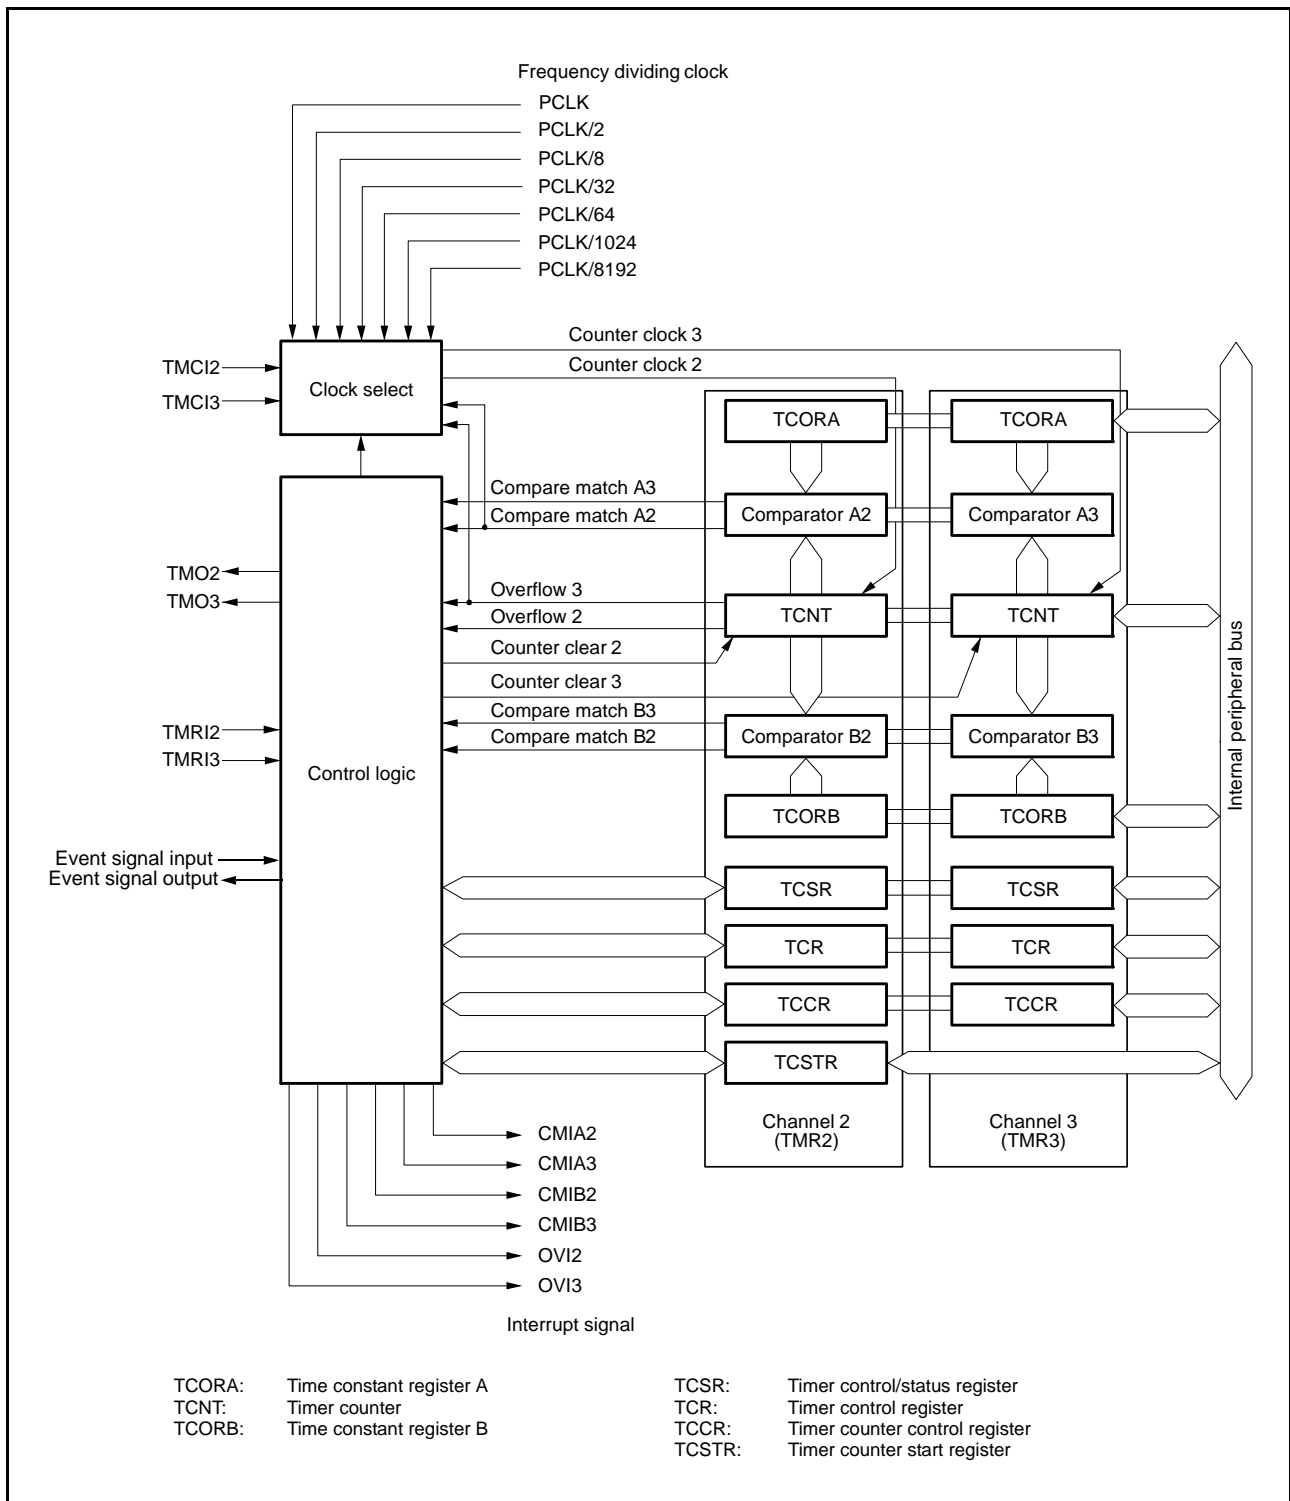 Frequency dividing clock
PCLK
PCLK/2
PCLK/8
PCLK/32
PCLK/64
PCLK/1024
PCLK/8192
Counter clock 3
Counter clock 2
TMCI2
TMCI3
Clock select
TCORA
TCORA
Compare match A3
Compare match A2
Comparator A2
Comparator A3
TMO2
TMO3
Overflow 3
Overflow 2
TCNT
TCNT
Counter clear 2
Counter clear 3
Compare match B3
Compare match B2
Comparator B2
Comparator B3
TMRI2
TMRI3
Control logic
Internal peripheral bus
TCORB
TCORB
Event signal input
Event signal output
TCSR
TCSR
TCR
TCR
TCCR
TCCR
TCSTR
Channel 2
(TMR2)
Channel 3
(TMR3)
CMIA2
CMIA3
CMIB2
CMIB3
OVI2
OVI3
Interrupt signal
TCORA: Time constant register A
TCNT: Timer counter
TCORB: Time constant register B
TCSR: Timer control/status register
TCR: Timer control register
TCCR: Timer counter control register
TCSTR: Timer counter start register